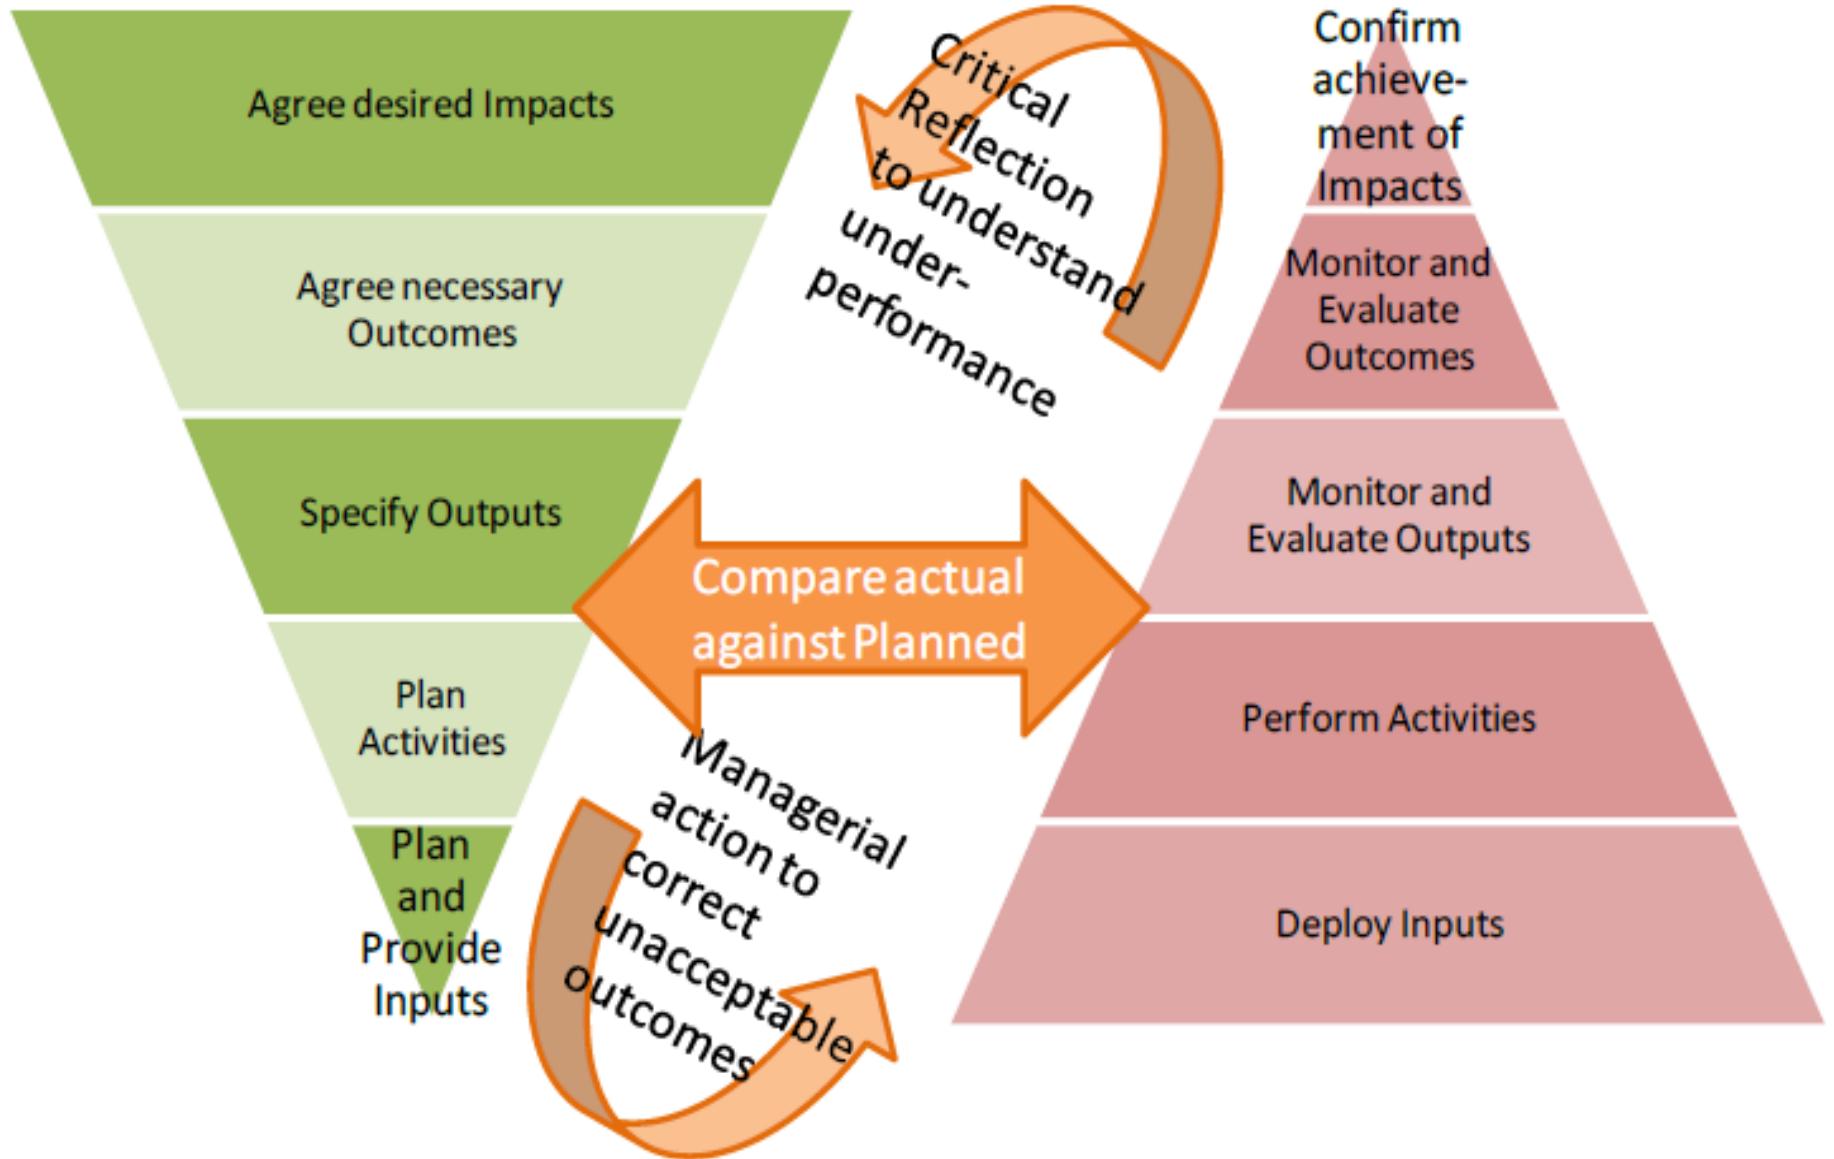 Agree desired Impacts
Agree necessary
Outcomes
Specify Outputs
Plan
Activities
Plan
and
Provide
Inputs
Critical
Reflection
to understand
under-
performance
Compare actual
against Planned
Managerial
action to
correct
unacceptable
outcomes
Confirm
achieve-
ment of
Impacts
Monitor and
Evaluate
Outcomes
Monitor and
Evaluate Outputs
Perform Activities
Deploy Inputs